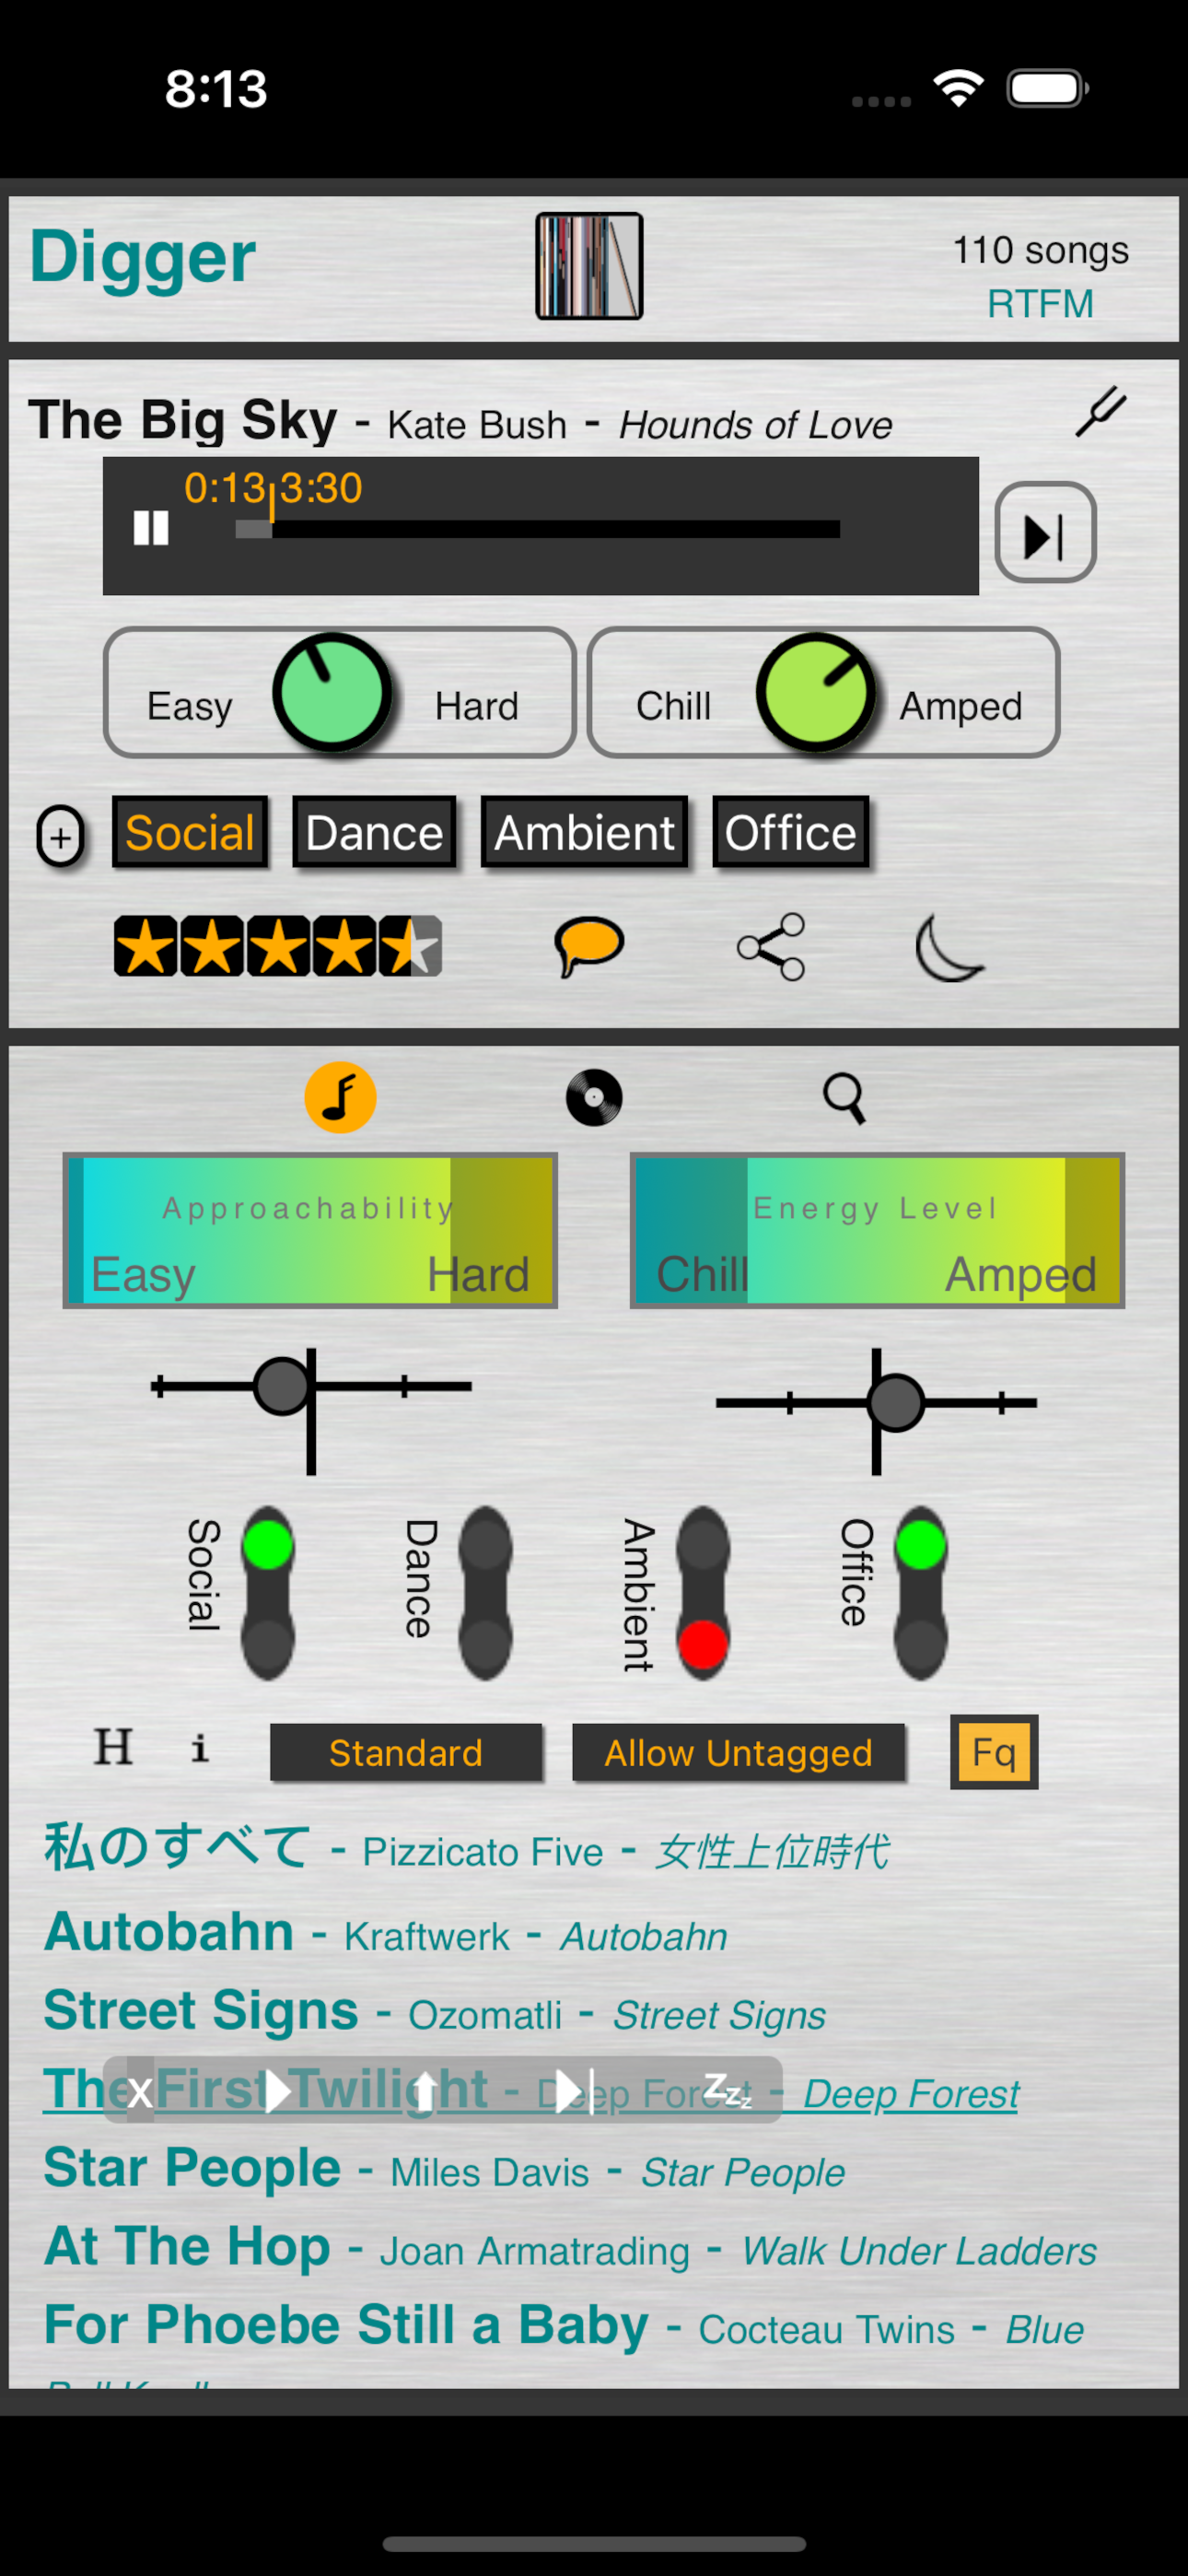 8:13
Digger
110 songs
RTFM
The Big Sky - Kate Bush - Hounds of Love
0:13 3:30
Easy Hard Chill Amped
+ Social Dance Ambient Office
Approachability
Easy Hard
Energy Level
Chill Amped
Social Dance Ambient Office
H i Standard Allow Untagged Fq
私のすべて - Pizzicato Five - 女性上位時代
Autobahn - Kraftwerk - Autobahn
Street Signs - Ozomatli - Street Signs
The First Twilight - Deep Forest - Deep Forest
x Zzz
Star People - Miles Davis - Star People
At The Hop - Joan Armatrading - Walk Under Ladders
For Phoebe Still a Baby - Cocteau Twins - Blue